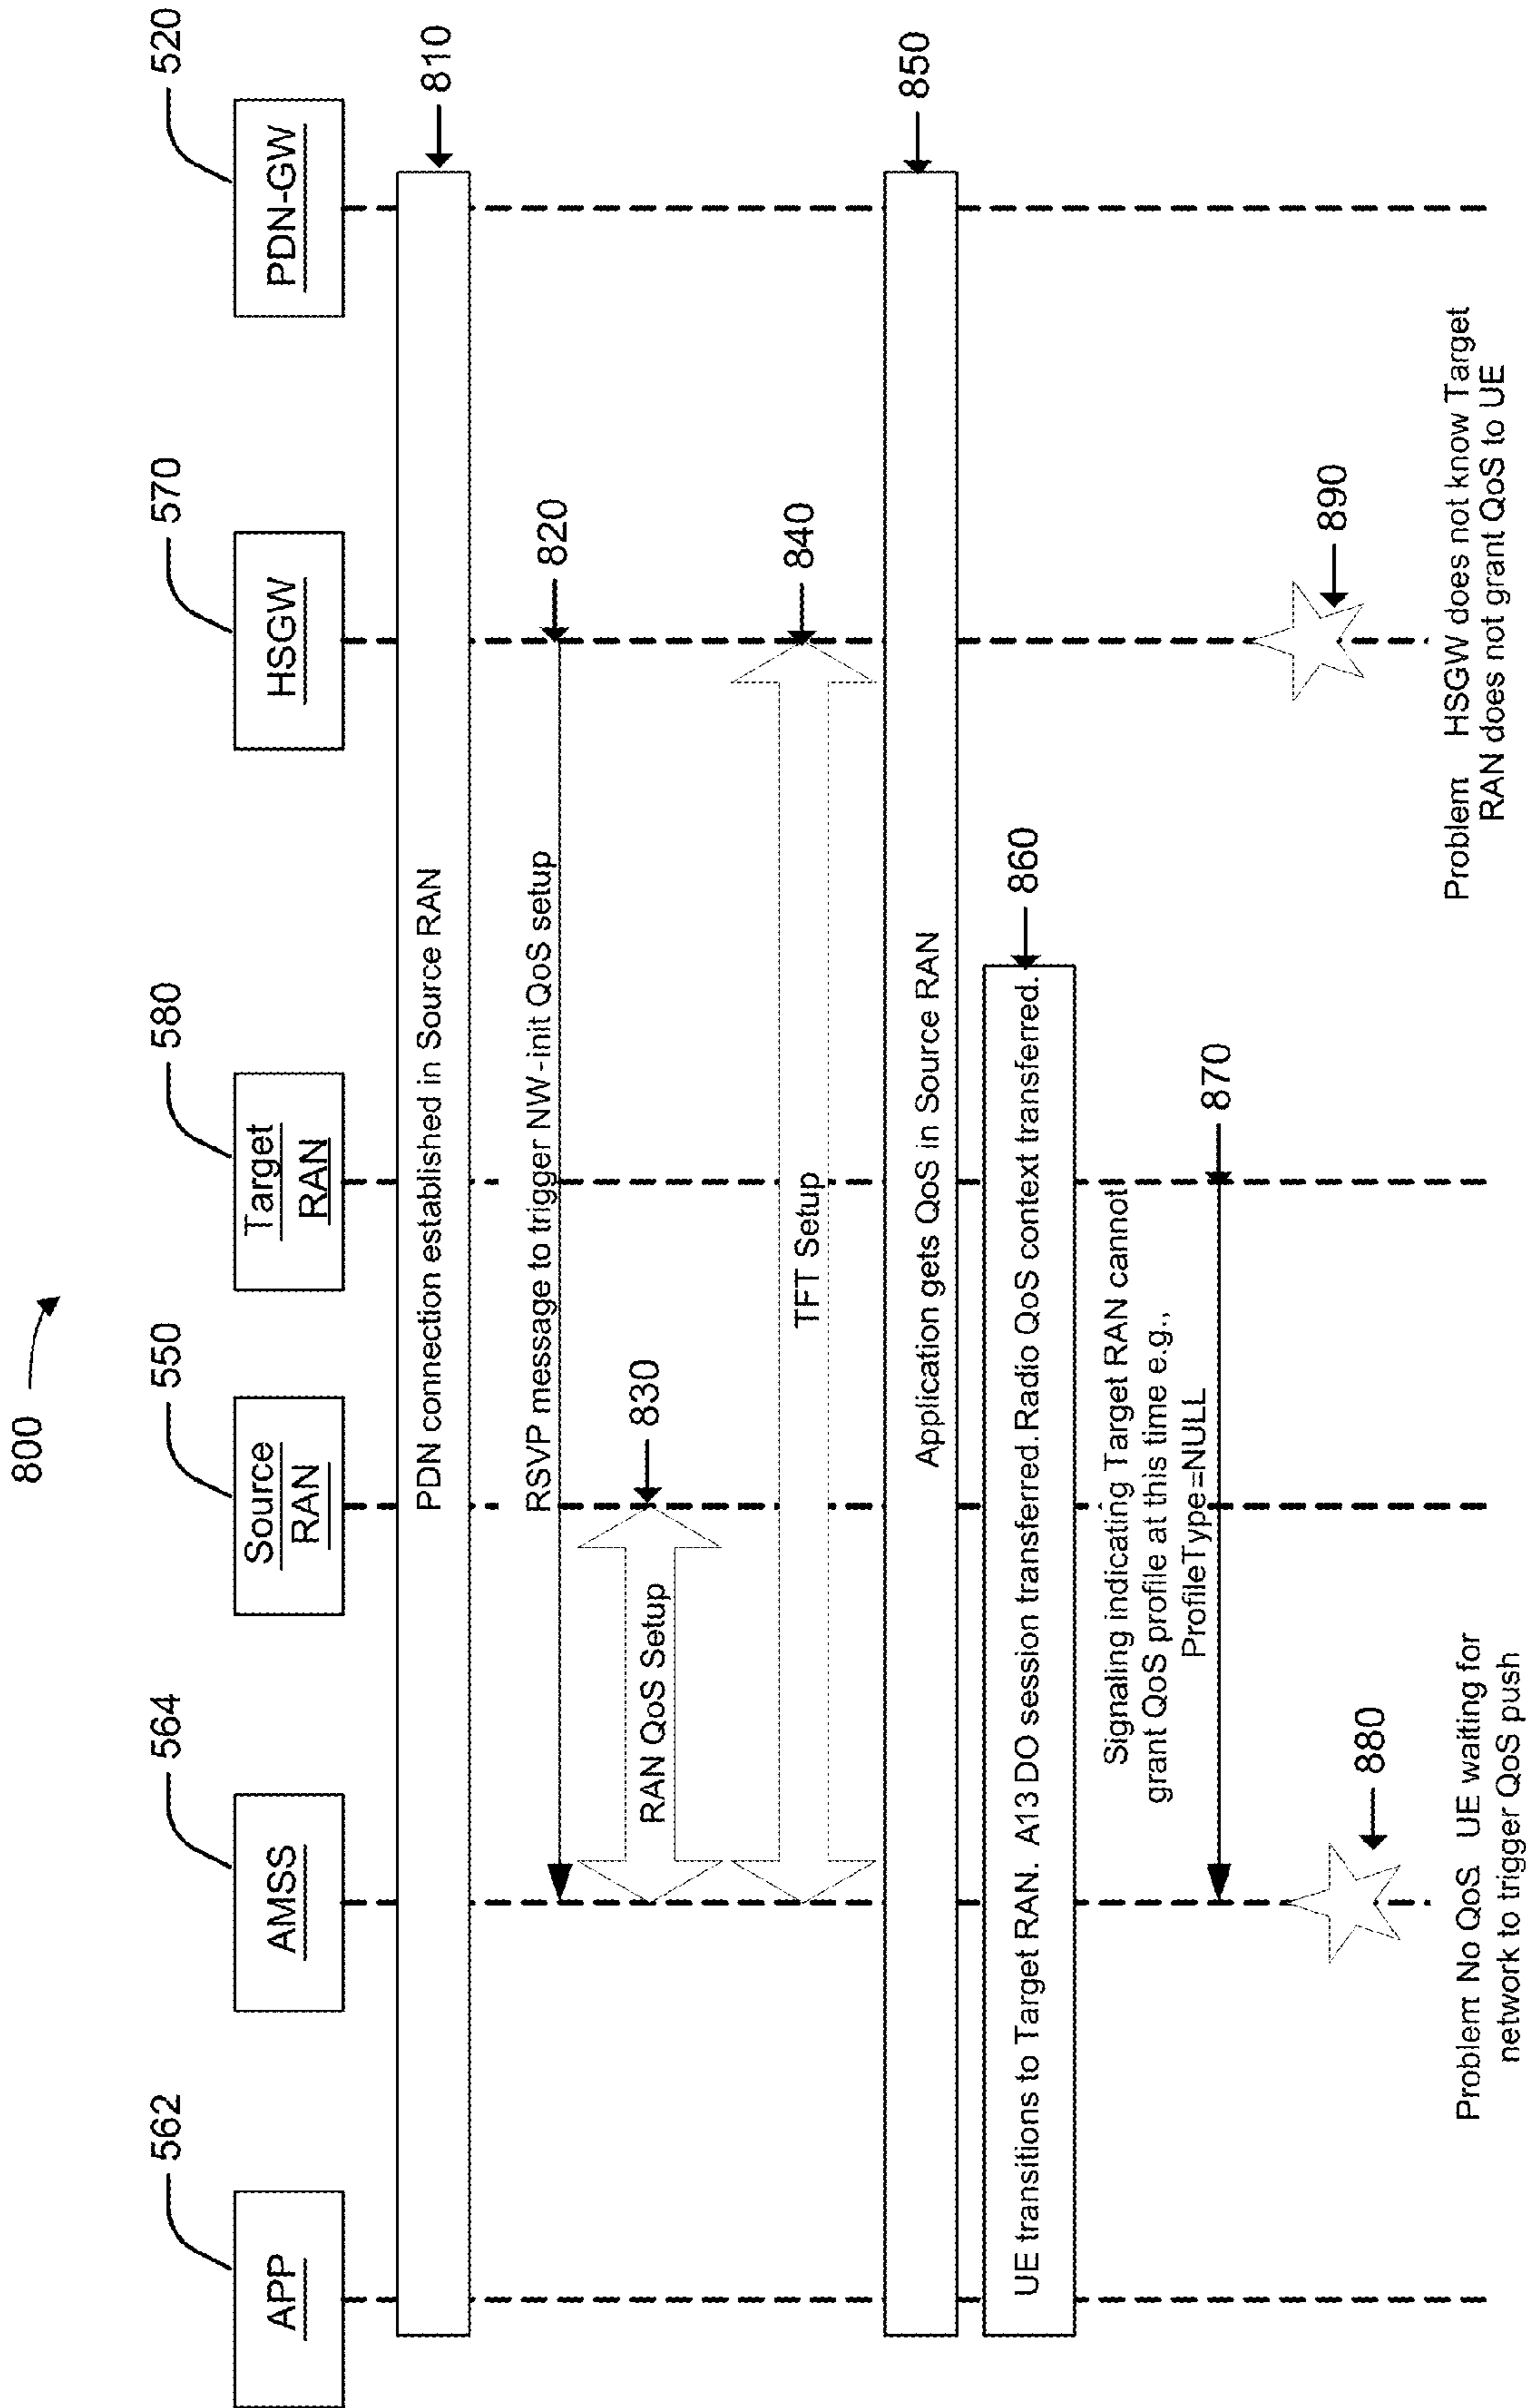 800
562
564
550
580
570
520
APP
AMSS
Source
RAN
Target
RAN
HSGW
PDN-GW
PDN connection established in Source RAN
810
RSVP message to trigger NW-init QoS setup
820
RAN QoS Setup
830
TFT Setup
840
Application gets QoS in Source RAN
850
UE transitions to Target RAN. A13 DO session transferred. Radio QoS context transferred.
860
Signaling indicating Target RAN cannot
grant QoS profile at this time e.g.,
ProfileType=NULL
870
880
890
Problem No QoS. UE waiting for
network to trigger QoS push
Problem HSGW does not know Target
RAN does not grant QoS to UE